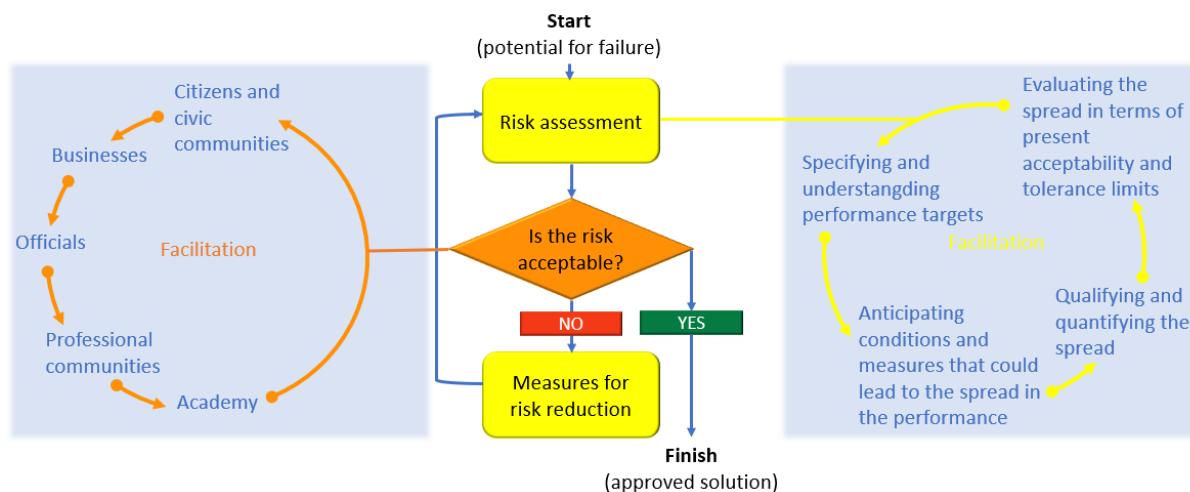 Start
(potential for failure)
Citizens and
civic
communities
Businesses
Officials
Facilitation
Professional
communities
Academy
Risk assessment
Is the risk
acceptable?
NO
YES
Measures for
risk reduction
Finish
(approved solution)
Evaluating the
spread in terms of
present
acceptability and
tolerance limits
Specifying and
understangding
performance targets
Facilitation
Anticipating
conditions and
measures that could
lead to the spread in
the performance
Qualifying and
quantifying the
spread